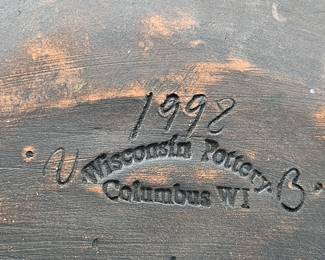 1998
V Wisconsin Pottery B
Columbus WI